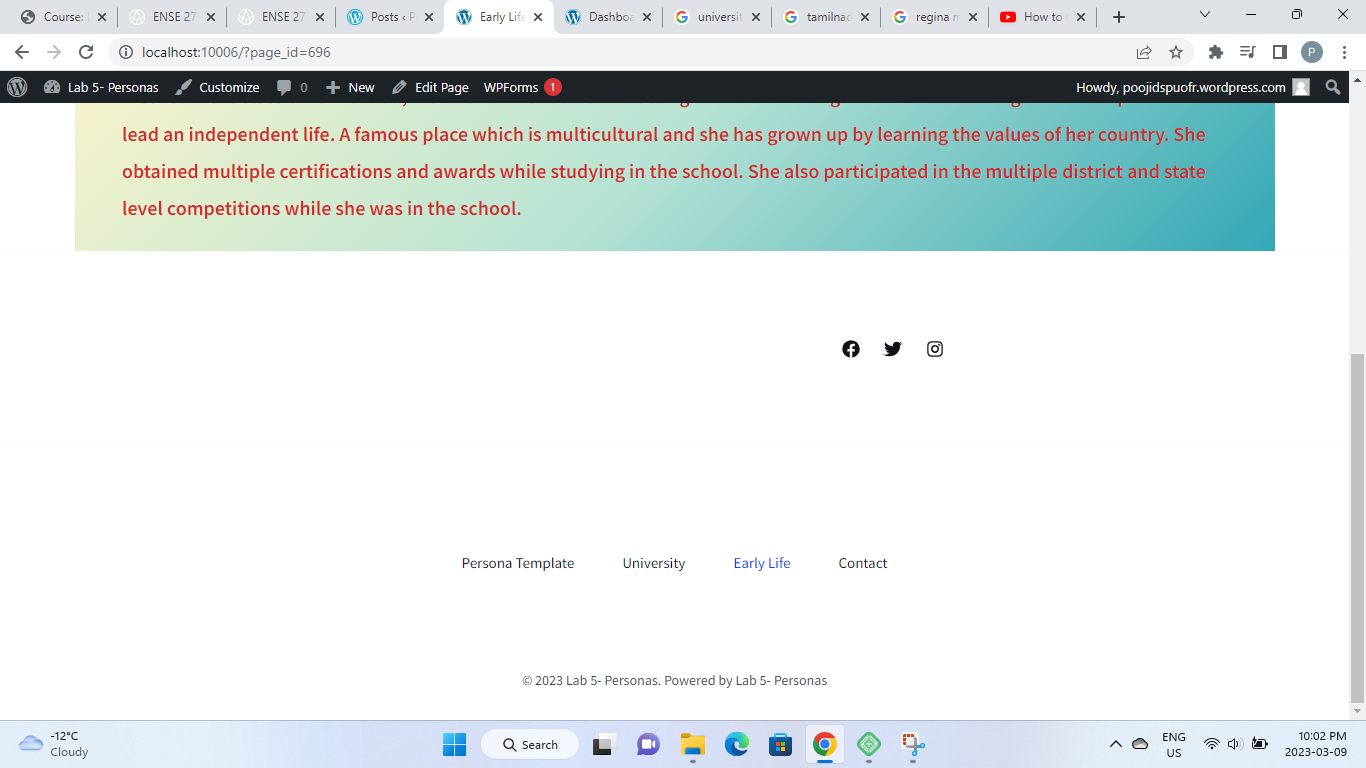 Course: ENSE 27 ENSE 27 Posts ‹ P Early Life Dashboa universit tamilnad regina m How to
localhost:10006/?page_id=696 P
Lab 5- Personas Customize 0 New Edit Page WPForms 1 Howdy, poojidspuofr.wordpress.com
lead an independent life. A famous place which is multicultural and she has grown up by learning the values of her country. She
obtained multiple certifications and awards while studying in the school. She also participated in the multiple district and state
level competitions while she was in the school.
Persona Template University Early Life Contact
© 2023 Lab 5- Personas. Powered by Lab 5- Personas
-12°C
Cloudy
Search
ENG
US
10:02 PM
2023-03-09